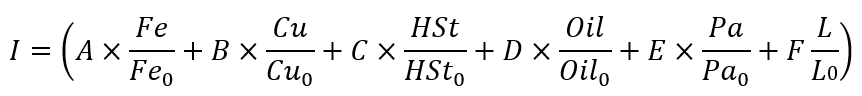 I = (A × Fe/Fe₀ + B × Cu/Cu₀ + C × HSt/HSt₀ + D × Oil/Oil₀ + E × Pa/Pa₀ + F L/L0)